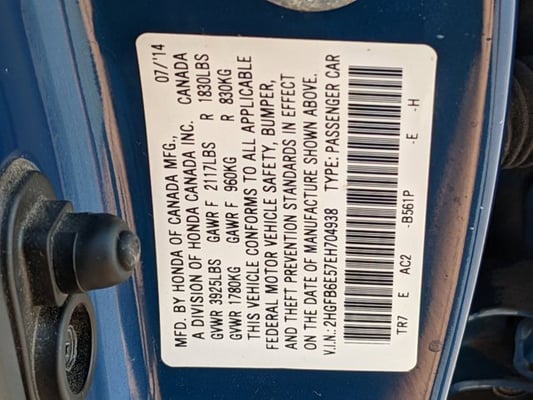 MFD. BY HONDA OF CANADA MFG., 07/'14
A DIVISION OF HONDA CANADA INC. CANADA
GVWR 3925LBS GAWR F 2117LBS R 1830LBS
GVWR 1780KG GAWR F 960KG R 830KG
THIS VEHICLE CONFORMS TO ALL APPLICABLE
FEDERAL MOTOR VEHICLE SAFETY, BUMPER,
AND THEFT PREVENTION STANDARDS IN EFFECT
ON THE DATE OF MANUFACTURE SHOWN ABOVE.
V.I.N.: 2HGFB6E57EH704938 TYPE: PASSENGER CAR
TR7 E AC2 -B561P -E -H